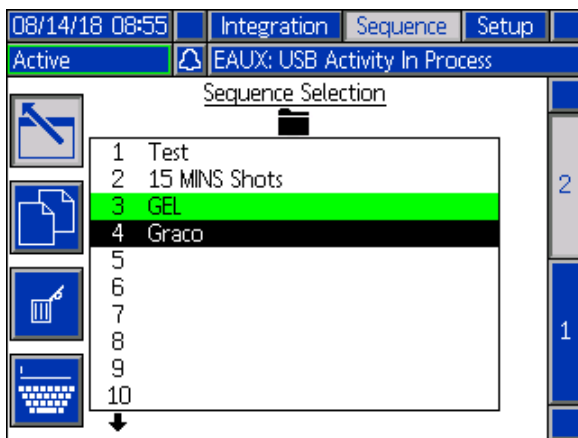 08/14/18 08:55 Integration Sequence Setup
Active EAUX: USB Activity In Process
Sequence Selection
1 Test
2 15 MINS Shots
3 GEL
4 Graco
5
6
7
8
9
10
2
1